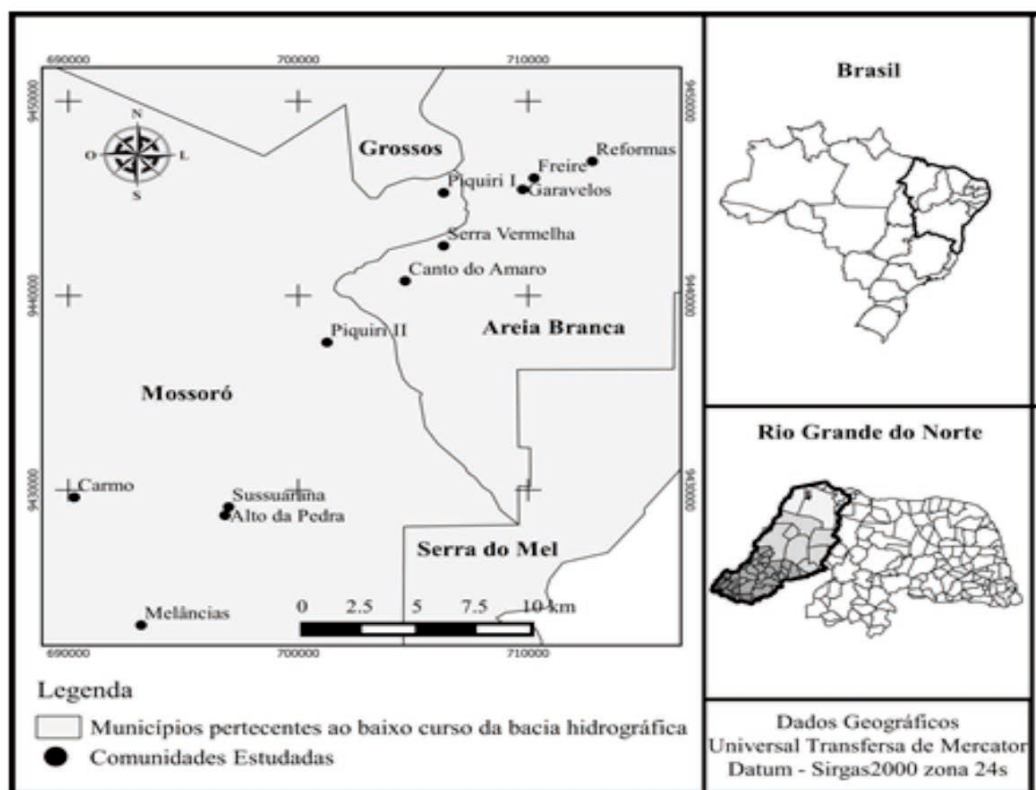 690000 700000 710000
9450000 9450000
N
O L
S
Grossos
Reformas
Freire
Piquiri I
Garavelos
Serra Vermelha
Canto do Amaro
9440000 9440000
Areia Branca
Piquiri II
Mossoró
Carmo
9430000 9430000
Sussuarana
Alto da Pedra
Serra do Mel
Melâncias
0 2.5 5 7.5 10 km
690000 700000 710000
Legenda
Municípios pertecentes ao baixo curso da bacia hidrográfica
Comunidades Estudadas
Brasil
Rio Grande do Norte
Dados Geográficos
Universal Transfersa de Mercator
Datum - Sirgas2000 zona 24s